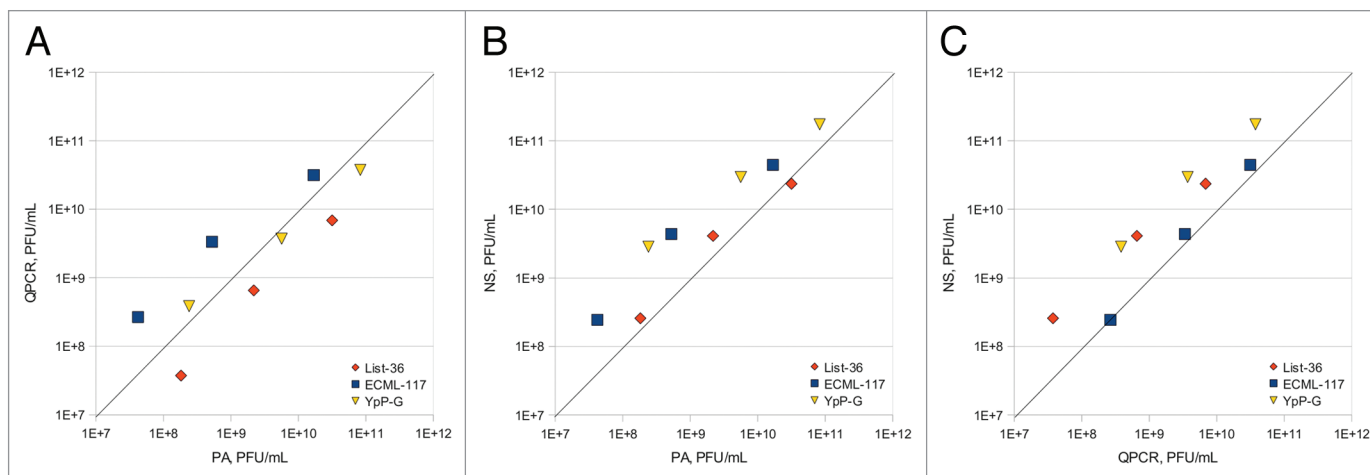 A
QPCR, PFU/mL
1E+12
1E+11
1E+10
1E+9
1E+8
1E+7
List-36
ECML-117
YpP-G
1E+7 1E+8 1E+9 1E+10 1E+11 1E+12
PA, PFU/mL
B
NS, PFU/mL
1E+12
1E+11
1E+10
1E+9
1E+8
1E+7
List-36
ECML-117
YpP-G
1E+7 1E+8 1E+9 1E+10 1E+11 1E+12
PA, PFU/mL
C
NS, PFU/mL
1E+12
1E+11
1E+10
1E+9
1E+8
1E+7
List-36
ECML-117
YpP-G
1E+7 1E+8 1E+9 1E+10 1E+11 1E+12
QPCR, PFU/mL